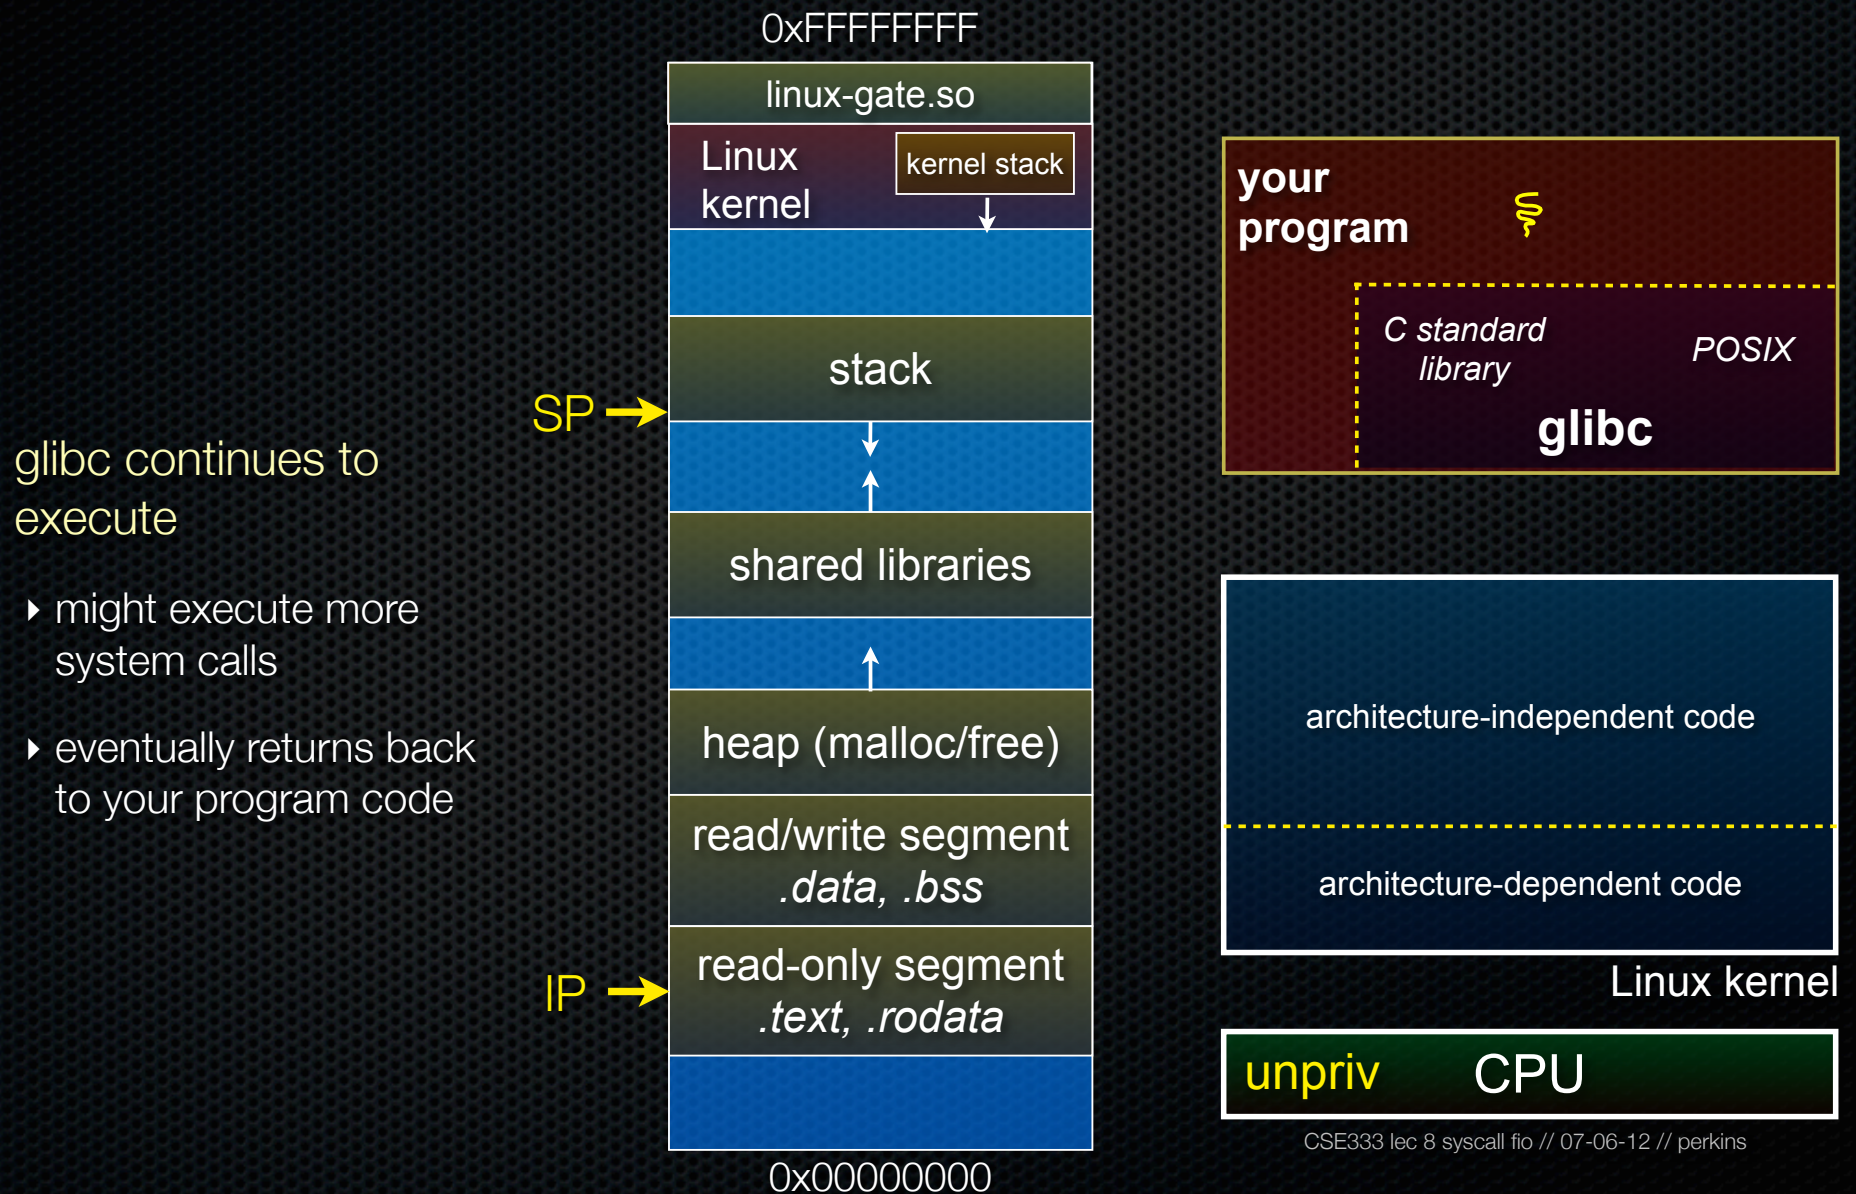 glibc continues to
execute
‣ might execute more
system calls
‣ eventually returns back
to your program code
0xFFFFFFFF
linux-gate.so
Linux
kernel
kernel stack
stack
SP
shared libraries
heap (malloc/free)
read/write segment
.data, .bss
IP
read-only segment
.text, .rodata
0x00000000
your
program
C standard
library
POSIX
glibc
architecture-independent code
architecture-dependent code
Linux kernel
unpriv CPU
CSE333 lec 8 syscall fio // 07-06-12 // perkins